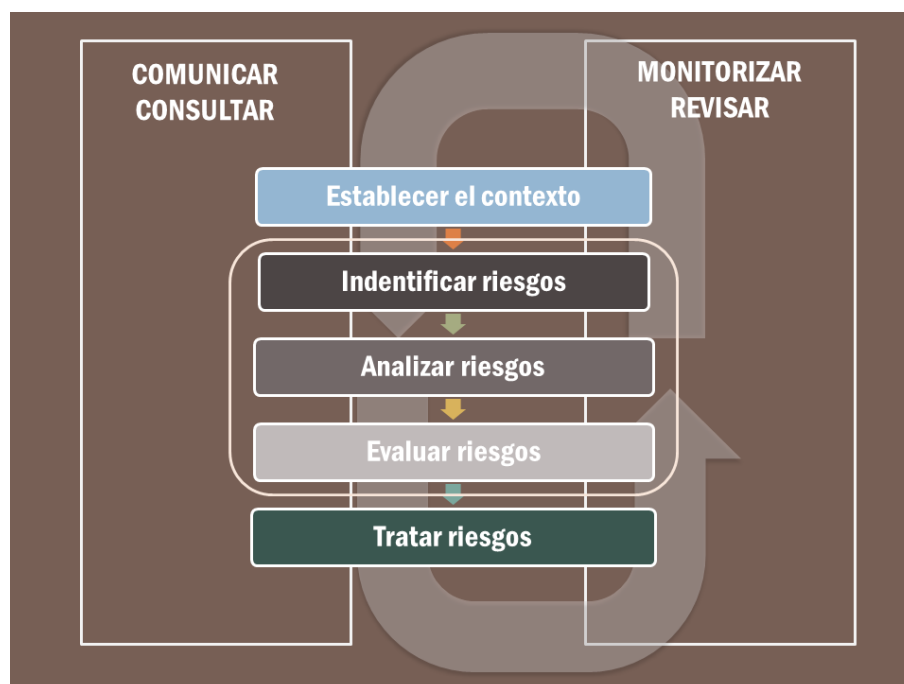 COMUNICAR
CONSULTAR
MONITORIZAR
REVISAR
Establecer el contexto
Indentificar riesgos
Analizar riesgos
Evaluar riesgos
Tratar riesgos